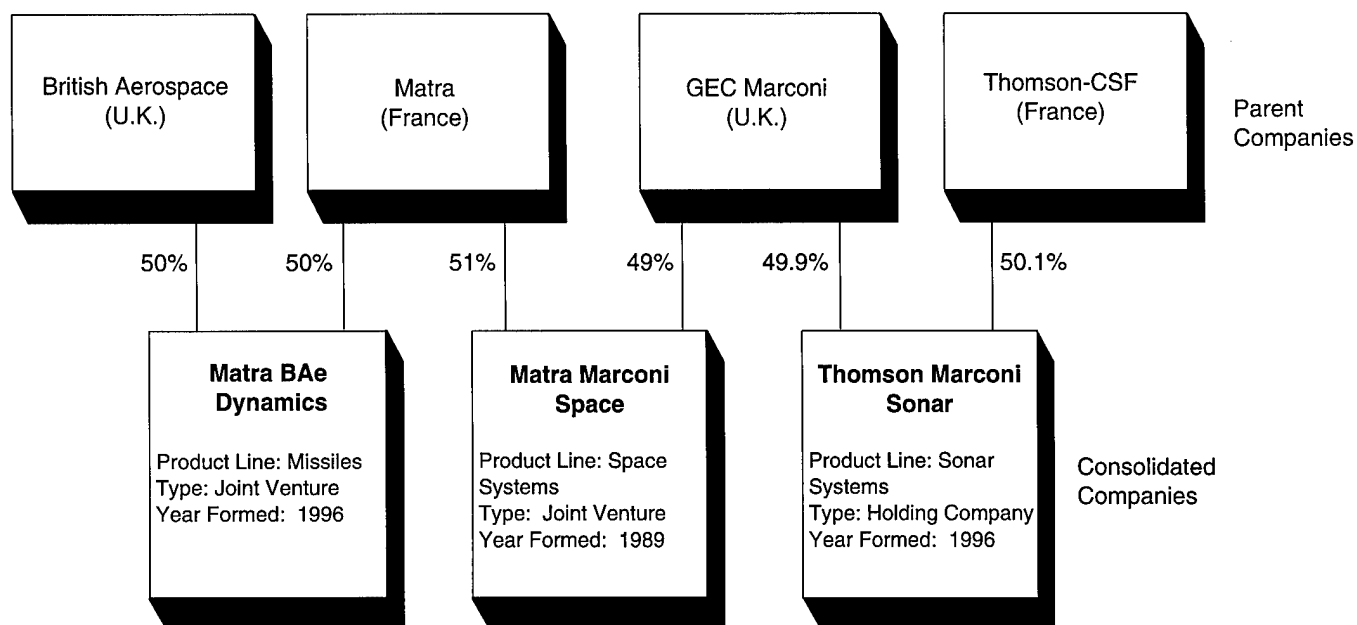 British Aerospace
(U.K.)
Matra
(France)
GEC Marconi
(U.K.)
Thomson-CSF
(France)
Parent
Companies
50%
50%
51%
49%
49.9%
50.1%
Matra BAe
Dynamics
Product Line: Missiles
Type: Joint Venture
Year Formed: 1996
Matra Marconi
Space
Product Line: Space
Systems
Type: Joint Venture
Year Formed: 1989
Thomson Marconi
Sonar
Product Line: Sonar
Systems
Type: Holding Company
Year Formed: 1996
Consolidated
Companies